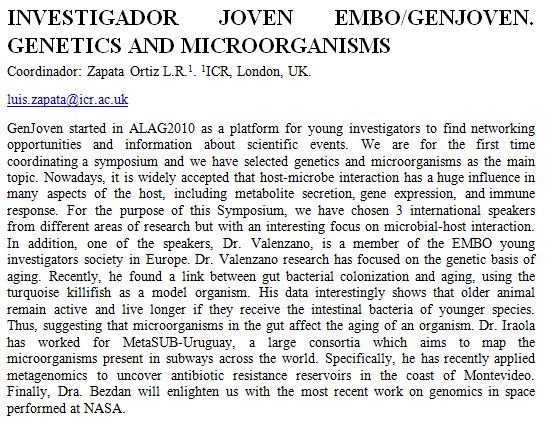 INVESTIGADOR JOVEN EMBO/GENJOVEN.
GENETICS AND MICROORGANISMS
Coordinador: Zapata Ortiz L.R.¹. ¹ICR, London, UK.
luis.zapata@icr.ac.uk
GenJoven started in ALAG2010 as a platform for young investigators to find networking
opportunities and information about scientific events. We are for the first time
coordinating a symposium and we have selected genetics and microorganisms as the main
topic. Nowadays, it is widely accepted that host-microbe interaction has a huge influence in
many aspects of the host, including metabolite secretion, gene expression, and immune
response. For the purpose of this Symposium, we have chosen 3 international speakers
from different areas of research but with an interesting focus on microbial-host interaction.
In addition, one of the speakers, Dr. Valenzano, is a member of the EMBO young
investigators society in Europe. Dr. Valenzano research has focused on the genetic basis of
aging. Recently, he found a link between gut bacterial colonization and aging, using the
turquoise killifish as a model organism. His data interestingly shows that older animal
remain active and live longer if they receive the intestinal bacteria of younger species.
Thus, suggesting that microorganisms in the gut affect the aging of an organism. Dr. Iraola
has worked for MetaSUB-Uruguay, a large consortia which aims to map the
microorganisms present in subways across the world. Specifically, he has recently applied
metagenomics to uncover antibiotic resistance reservoirs in the coast of Montevideo.
Finally, Dra. Bezdan will enlighten us with the most recent work on genomics in space
performed at NASA.